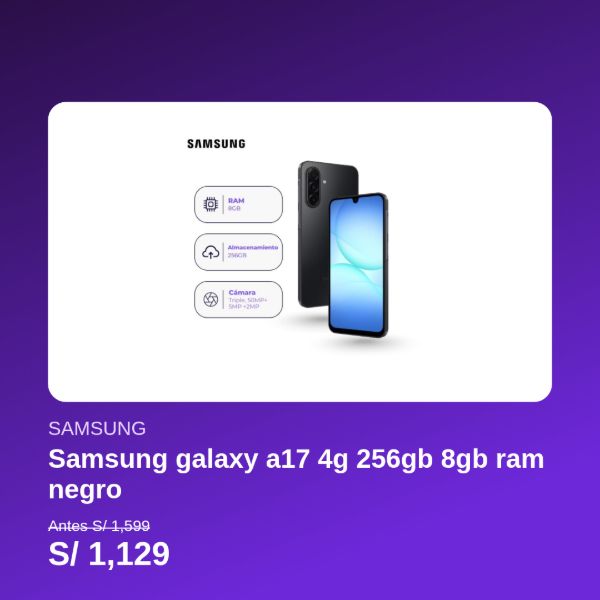 SAMSUNG
RAM
8GB
Almacenamiento
256GB
Cámara
Triple, 50MP+
5MP +2MP
SAMSUNG
Samsung galaxy a17 4g 256gb 8gb ram
negro
Antes S/ 1,599
S/ 1,129